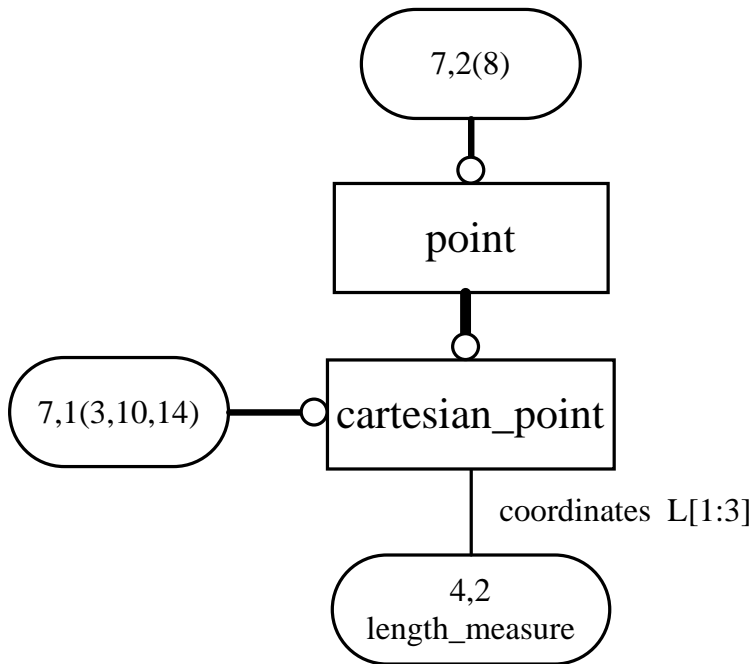 7,2(8)
point
7,1(3,10,14)
cartesian_point
coordinates L[1:3]
4,2
length_measure